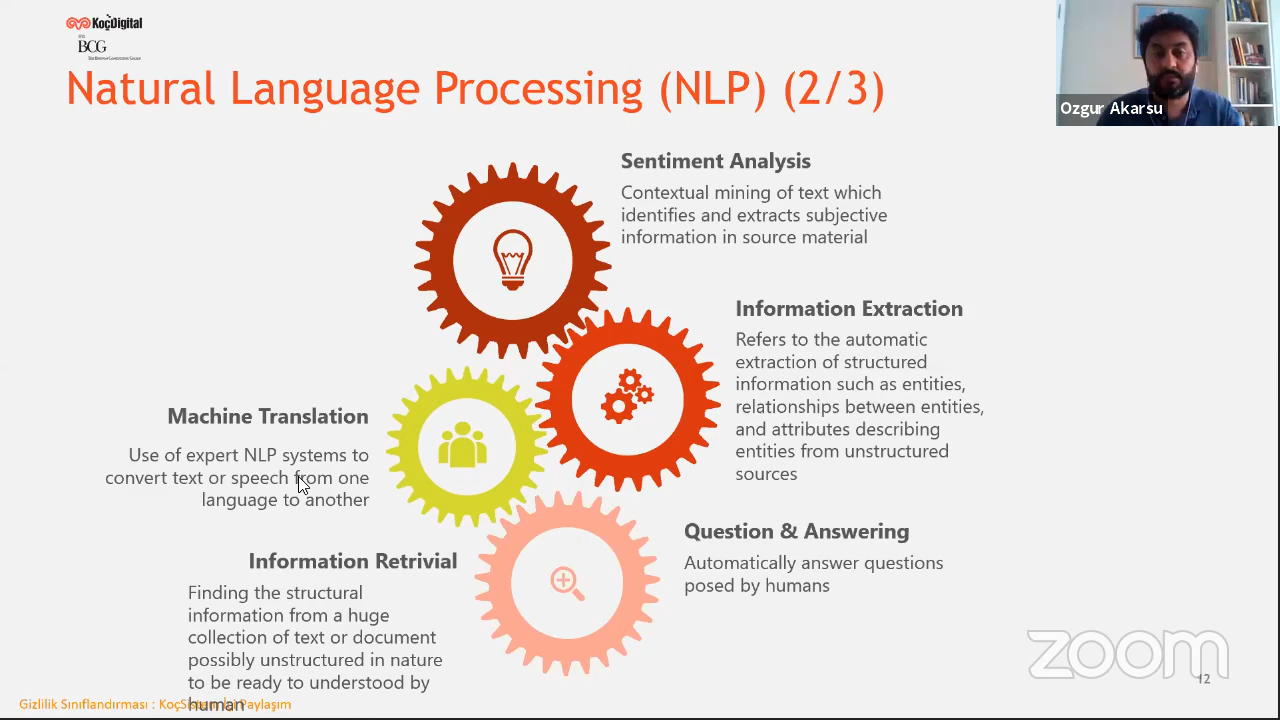 KoçDigital
BCG
Natural Language Processing (NLP) (2/3)
Ozgur Akarsu
Sentiment Analysis
Contextual mining of text which
identifies and extracts subjective
information in source material
Information Extraction
Refers to the automatic
extraction of structured
information such as entities,
relationships between entities,
and attributes describing
entities from unstructured
sources
Machine Translation
Use of expert NLP systems to
convert text or speech from one
language to another
Question & Answering
Automatically answer questions
posed by humans
Information Retrivial
Finding the structural
information from a huge
collection of text or document
possibly unstructured in nature
to be ready to understood by
human
zoom
12
Gizlilik Sınıflandırması : Paylaşım